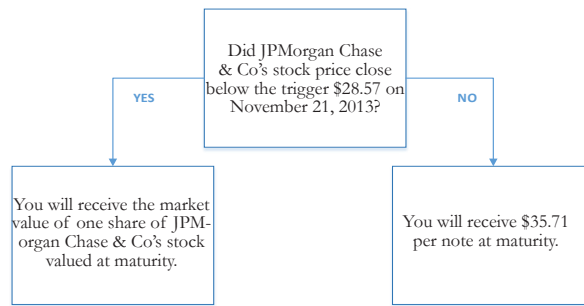 Did JPMorgan Chase
& Co's stock price close
below the trigger $28.57 on
November 21, 2013?
YES
NO
You will receive the market
value of one share of JPM-
organ Chase & Co's stock
valued at maturity.
You will receive $35.71
per note at maturity.